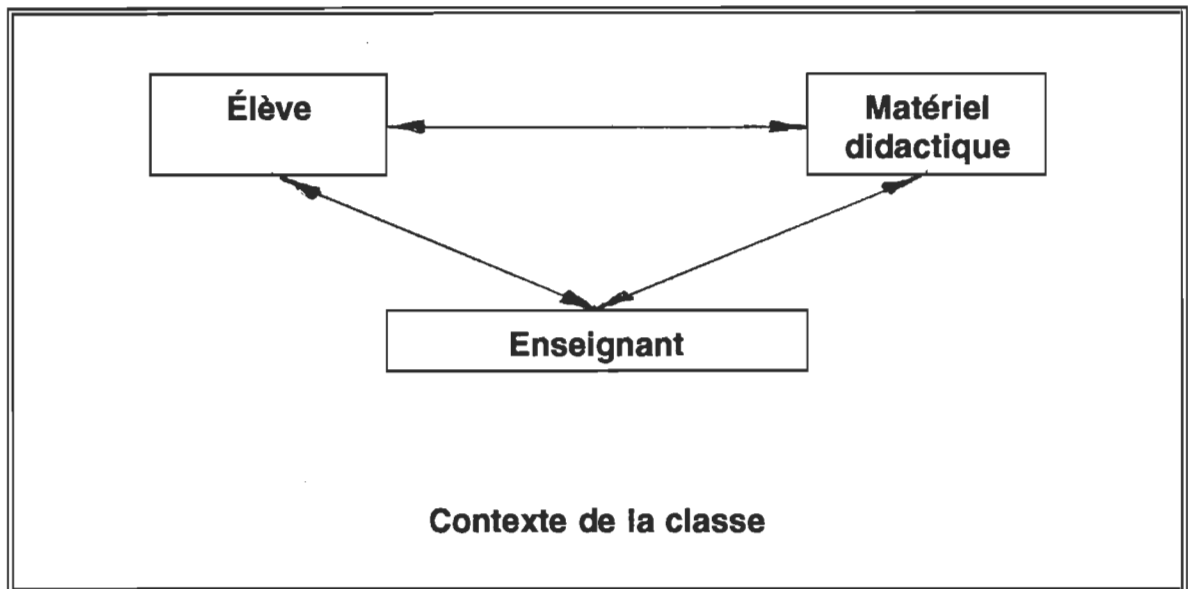 Élève
Matériel
didactique
Enseignant
Contexte de la classe